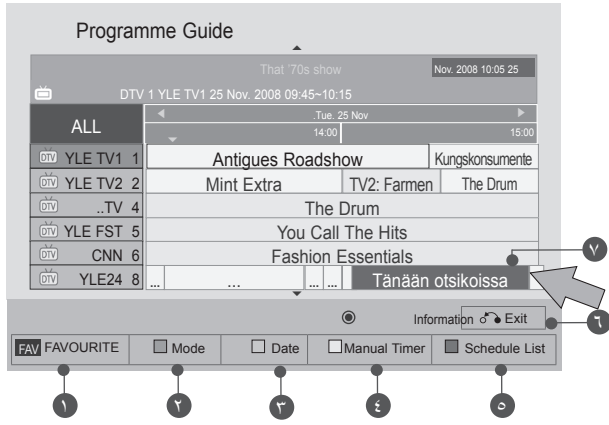 Programme Guide
That '70s show
Nov. 2008 10:05 25
DTV 1 YLE TV1 25 Nov. 2008 09:45~10:15
ALL
.Tue. 25 Nov
14:00 15:00
DTV YLE TV1 1 Antigues Roadshow Kungskonsumente
DTV YLE TV2 2 Mint Extra TV2: Farmen The Drum
DTV ..TV 4 The Drum
DTV YLE FST 5 You Call The Hits
DTV CNN 6 Fashion Essentials
DTV YLE24 8 ... ... ... ... Tänään otsikoissa
٧
Information Exit
٦
FAV FAVOURITE Mode Date Manual Timer Schedule List
١ ٢ ٣ ٤ ٥